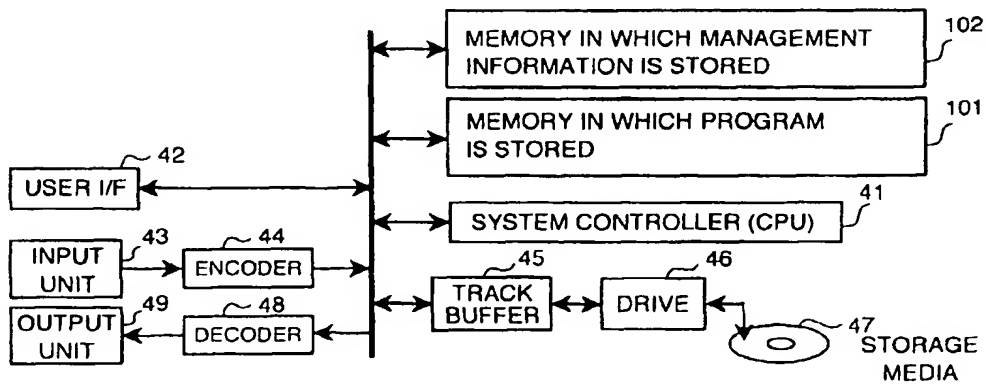 102
MEMORY IN WHICH MANAGEMENT
INFORMATION IS STORED
101
MEMORY IN WHICH PROGRAM
IS STORED
42
USER I/F
41
SYSTEM CONTROLLER (CPU)
43
INPUT
UNIT
44
ENCODER
45
TRACK
BUFFER
46
DRIVE
49
OUTPUT
UNIT
48
DECODER
47
STORAGE
MEDIA